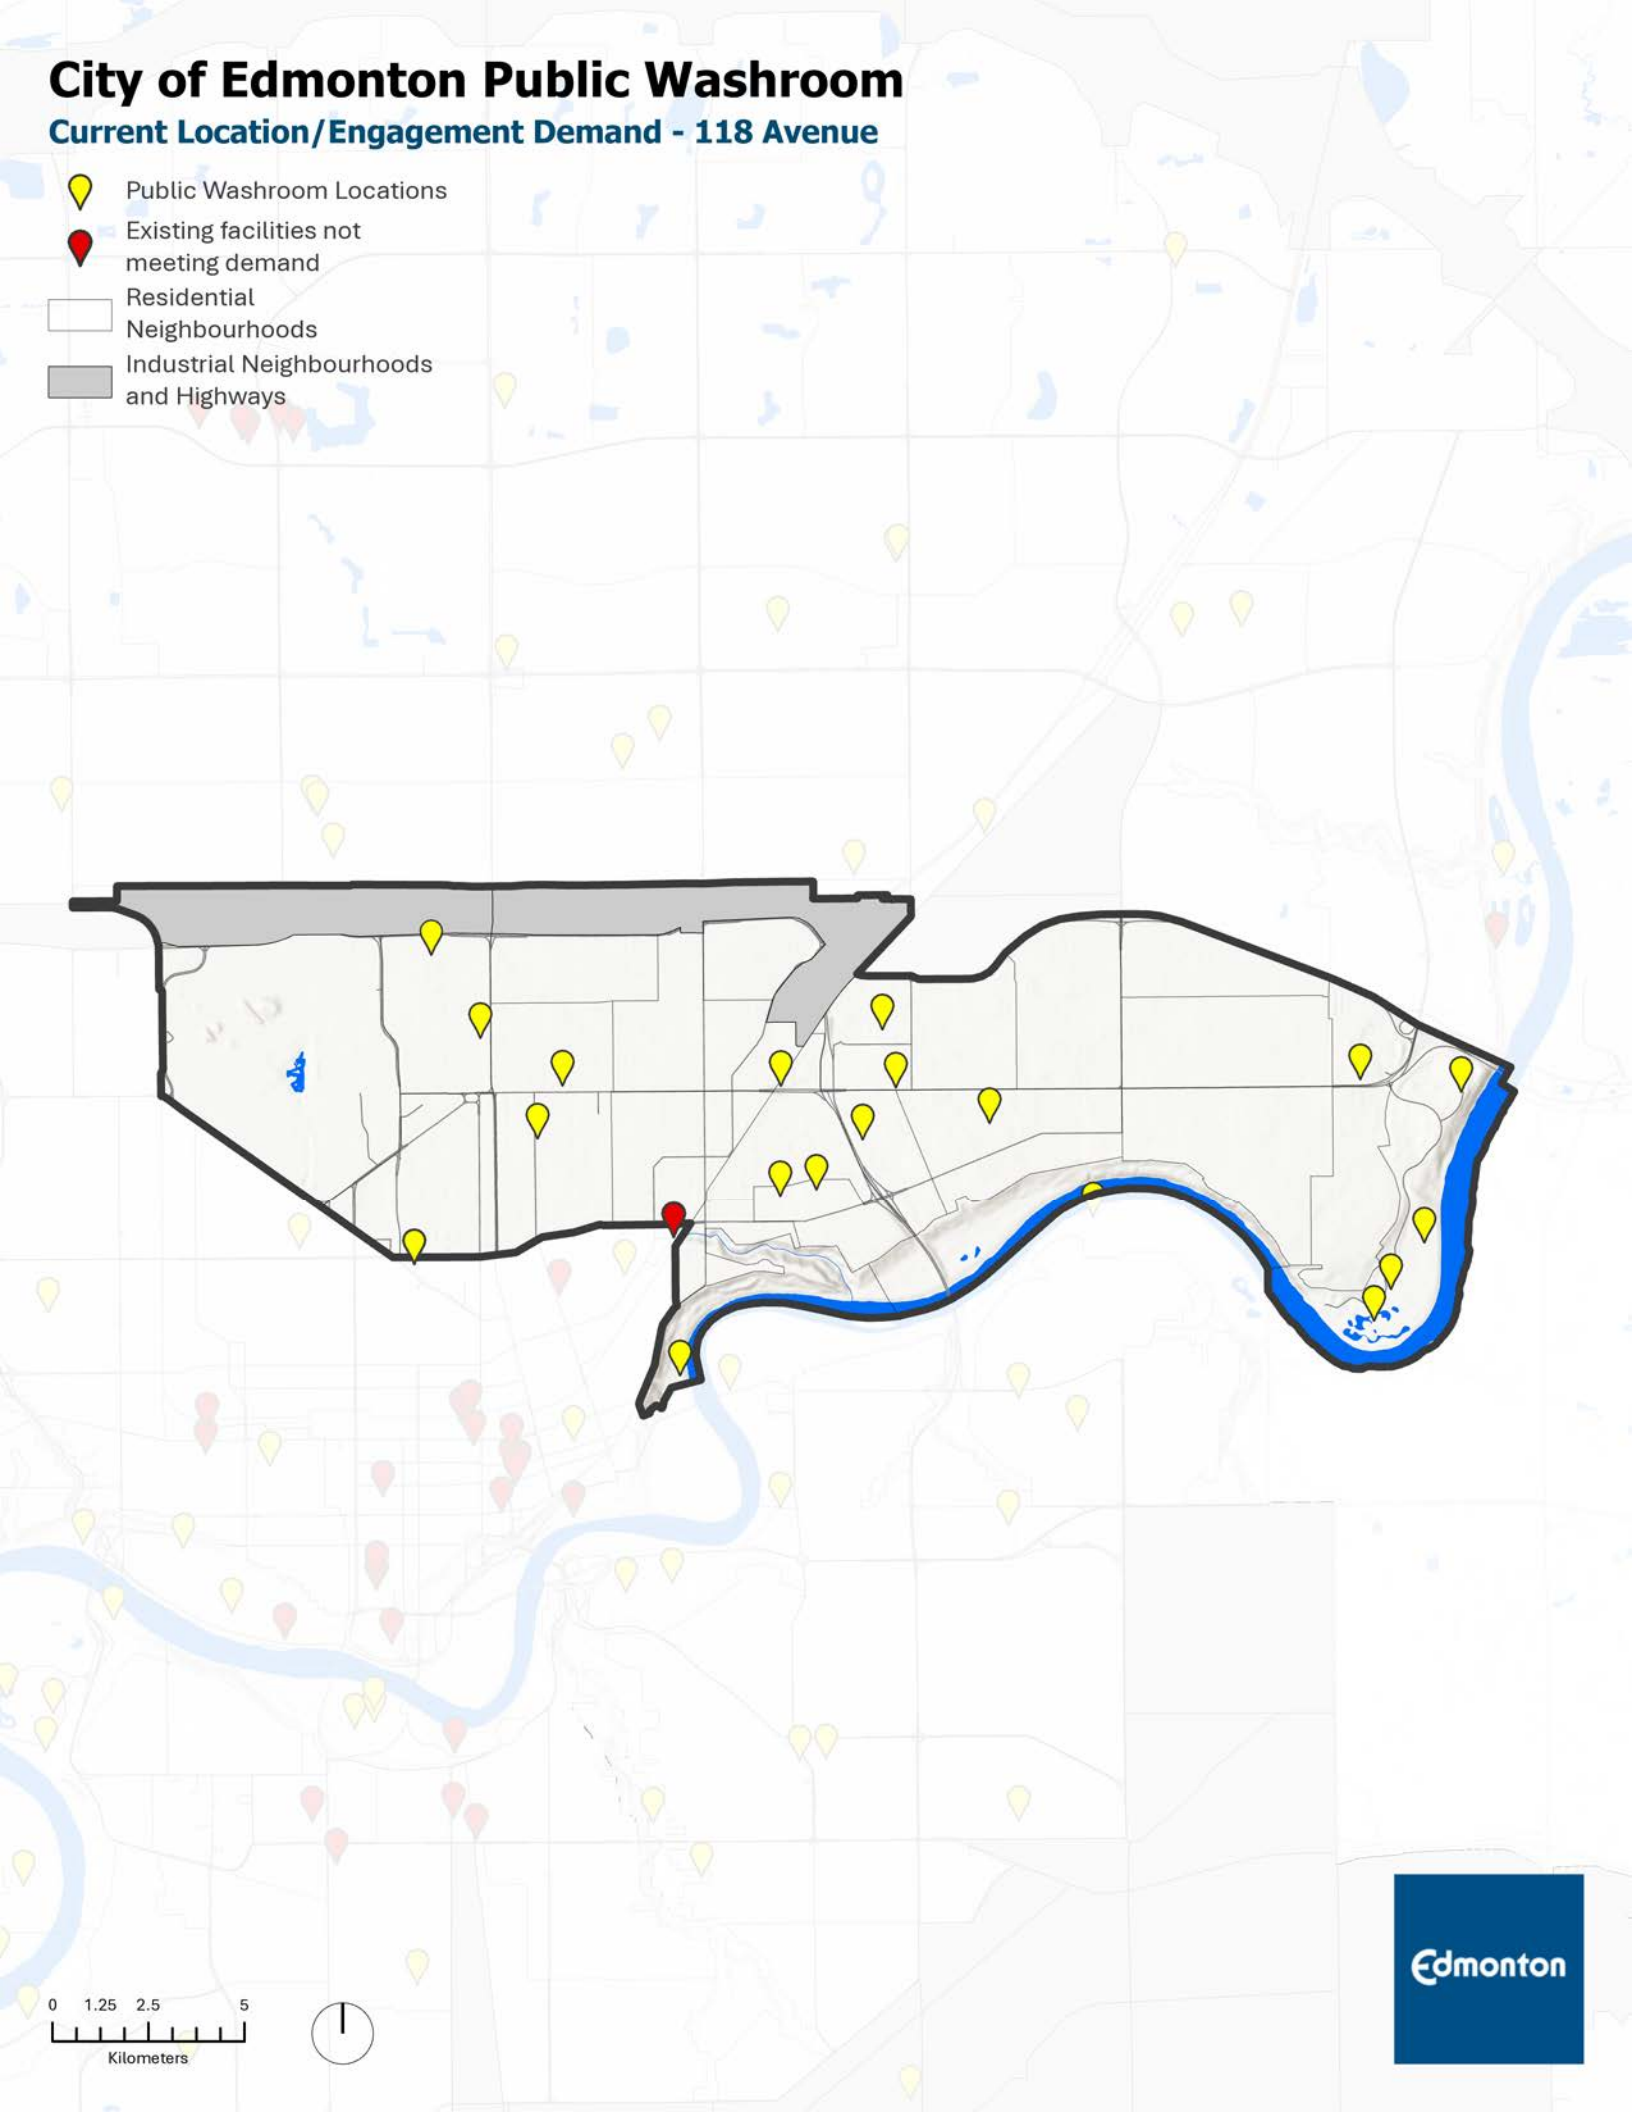 City of Edmonton Public Washroom
Current Location/Engagement Demand - 118 Avenue
Public Washroom Locations
Existing facilities not
meeting demand
Residential
Neighbourhoods
Industrial Neighbourhoods
and Highways
0 1.25 2.5 5
Kilometers
Edmonton